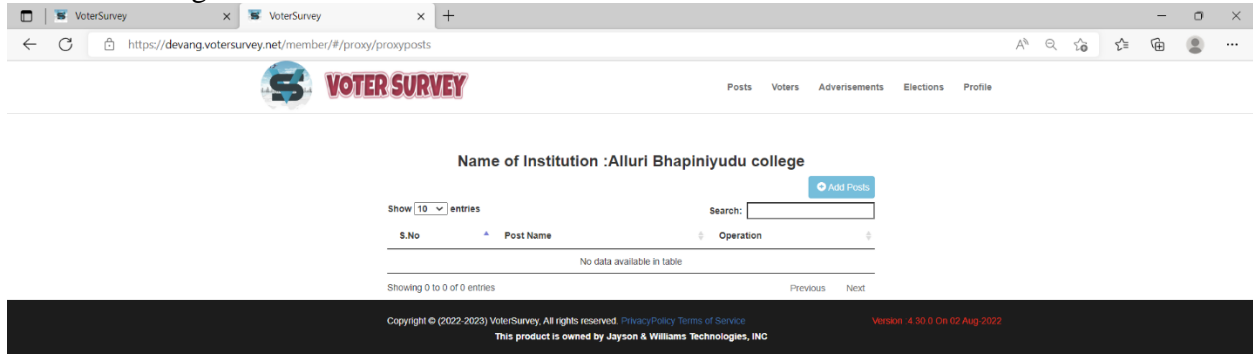 VoterSurvey VoterSurvey
https://devang.votersurvey.net/member/#/proxy/proxyposts
VOTER SURVEY Posts Voters Adverisements Elections Profile
Name of Institution :Alluri Bhapiniyudu college
Add Posts
Show 10 entries Search:
S.No Post Name Operation
No data available in table
Showing 0 to 0 of 0 entries Previous Next
Copyright © (2022-2023) VoterSurvey, All rights reserved. PrivacyPolicy Terms of Service Version :4.30.0 On 02 Aug-2022
This product is owned by Jayson & Williams Technologies, INC